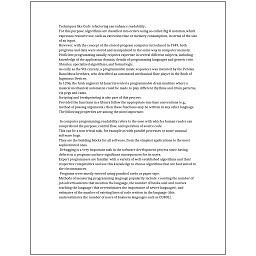 Techniques like Code refactoring can enhance readability.
For this purpose algorithms are classified into orders using so-called Big O notation, which
expresses resource use, such as execution time or memory consumption, in terms of the size
of an input.
However, with the concept of the stored-program computer introduced in 1949, both
programs and data were stored and manipulated in the same way in computer memory.
Proficient programming usually requires expertise in several different subjects, including
knowledge of the application domain, details of programming languages and generic code
libraries, specialized algorithms, and formal logic.
As early as the 9th century, a programmable music sequencer was invented by the Persian
Banu Musa brothers, who described an automated mechanical flute player in the Book of
Ingenious Devices.
In 1206, the Arab engineer Al-Jazari invented a programmable drum machine where a
musical mechanical automaton could be made to play different rhythms and drum patterns,
via pegs and cams.
Scripting and breakpointing is also part of this process.
Provided the functions in a library follow the appropriate run-time conventions (e.g.,
method of passing arguments), then these functions may be written in any other language.
The following properties are among the most important:

In computer programming, readability refers to the ease with which a human reader can
comprehend the purpose, control flow, and operation of source code.
This can be a non-trivial task, for example as with parallel processes or some unusual
software bugs.
They are the building blocks for all software, from the simplest applications to the most
sophisticated ones.
Debugging is a very important task in the software development process since having
defects in a program can have significant consequences for its users.
Expert programmers are familiar with a variety of well-established algorithms and their
respective complexities and use this knowledge to choose algorithms that are best suited to
the circumstances.
Programs were mostly entered using punched cards or paper tape.
Methods of measuring programming language popularity include: counting the number of
job advertisements that mention the language, the number of books sold and courses
teaching the language (this overestimates the importance of newer languages), and
estimates of the number of existing lines of code written in the language (this
underestimates the number of users of business languages such as COBOL).